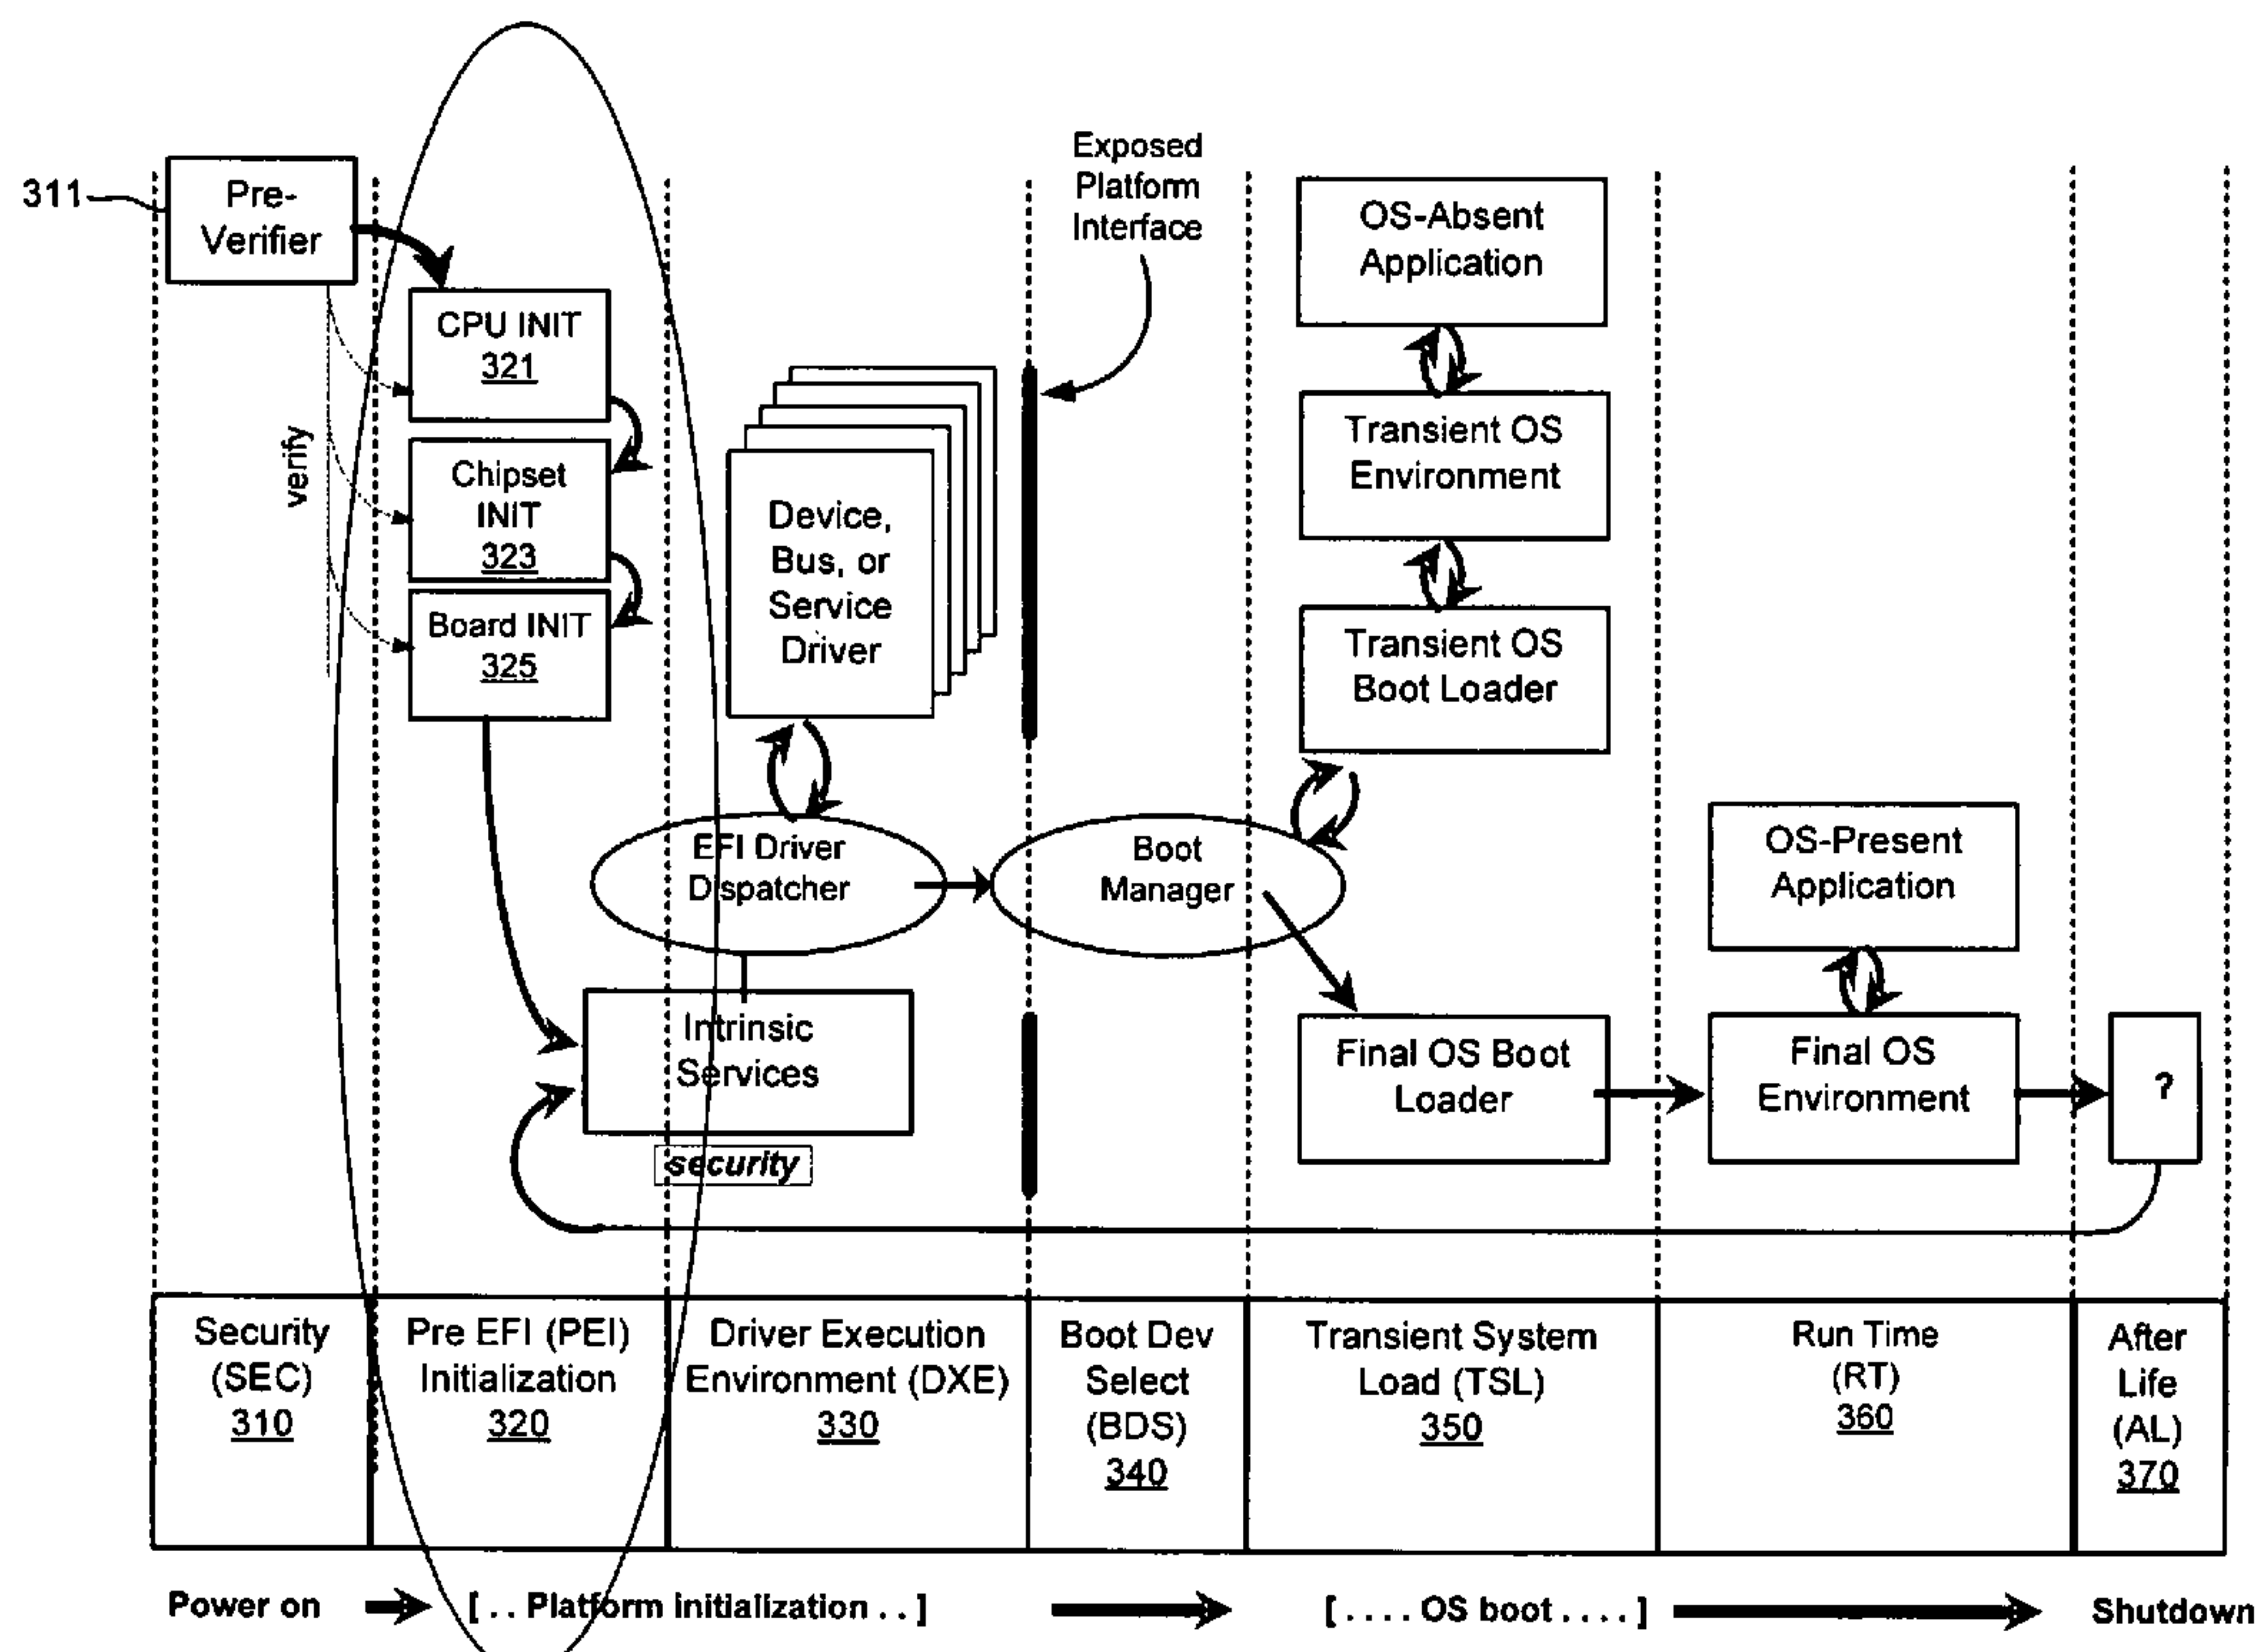 311
Pre-
Verifier
verify
CPU INIT
321
Chipset
INIT
323
Board INIT
325
Device,
Bus, or
Service
Driver
EFI Driver
Dispatcher
Intrinsic
Services
security
Exposed
Platform
Interface
Boot
Manager
OS-Absent
Application
Transient OS
Environment
Transient OS
Boot Loader
Final OS Boot
Loader
OS-Present
Application
Final OS
Environment
?
Security
(SEC)
310
Pre EFI (PEI)
Initialization
320
Driver Execution
Environment (DXE)
330
Boot Dev
Select
(BDS)
340
Transient System
Load (TSL)
350
Run Time
(RT)
360
After
Life
(AL)
370
Power on
[ . . Platform initialization . . ]
[ . . . . OS boot . . . . ]
Shutdown